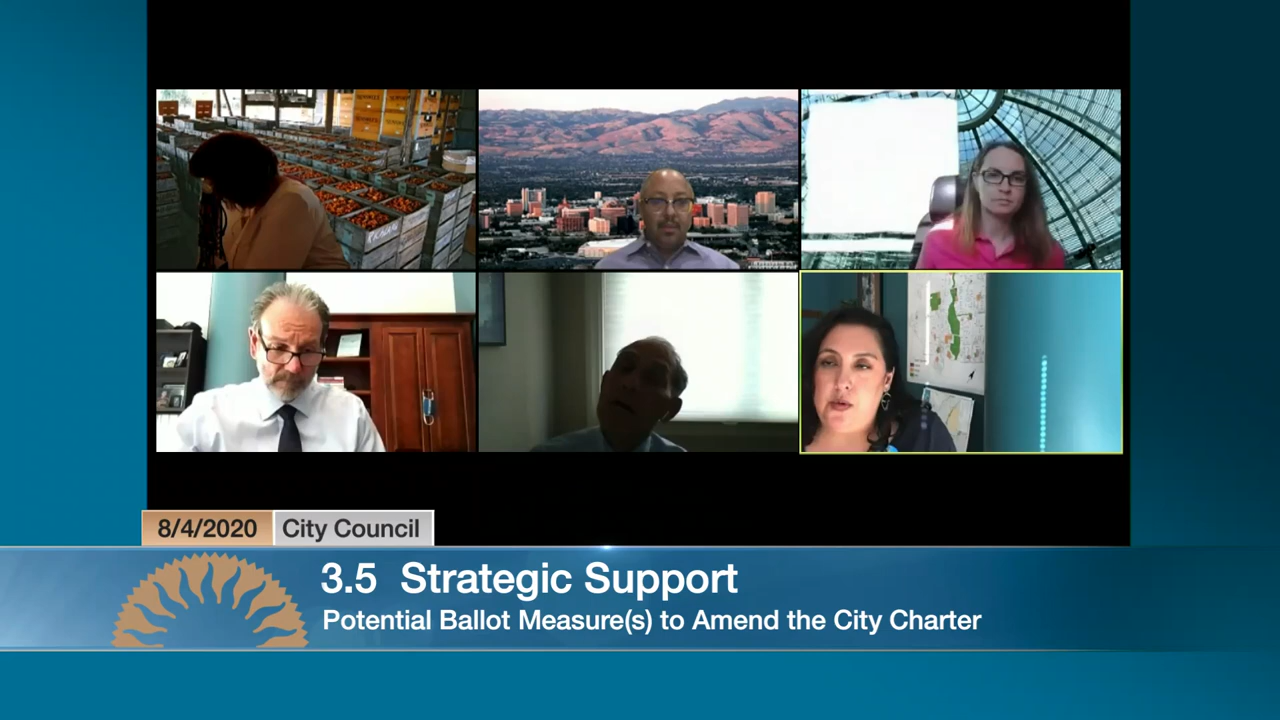 8/4/2020 City Council
3.5 Strategic Support
Potential Ballot Measure(s) to Amend the City Charter